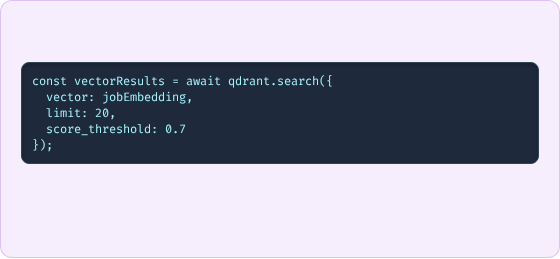 const vectorResults = await qdrant.search({
  vector: jobEmbedding,
  limit: 20,
  score_threshold: 0.7
});